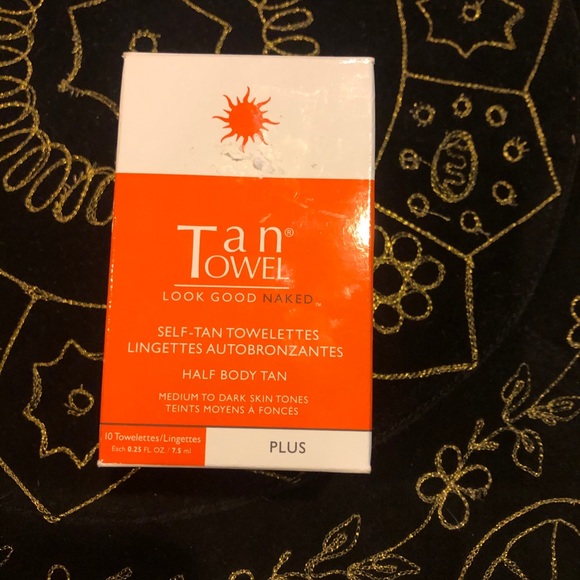 Tan®
TOWEL
LOOK GOOD NAKED
SELF-TAN TOWELETTES
LINGETTES AUTOBRONZANTES
HALF BODY TAN
MEDIUM TO DARK SKIN TONES
TEINTS MOYENS À FONCÉS
10 Towelettes/Lingettes
Each 0.25 FL. OZ / 7.5 ml
PLUS